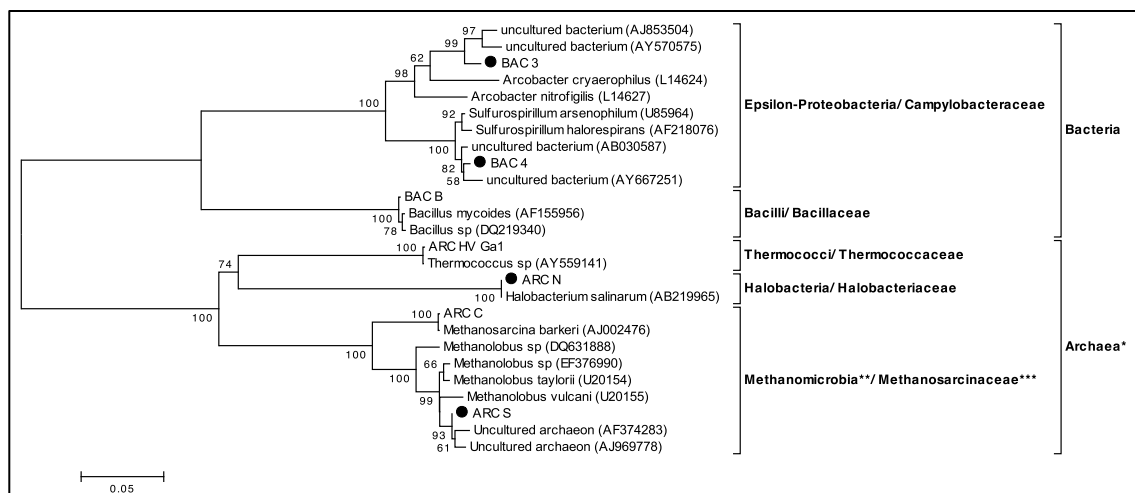 97
uncultured bacterium (AJ853504)
99
uncultured bacterium (AY570575)
62
BAC 3
98
Arcobacter cryaerophilus (L14624)
100
Arcobacter nitrofigilis (L14627)
92
Sulfurospirillum arsenophilum (U85964)
Sulfurospirillum halorespirans (AF218076)
100
uncultured bacterium (AB030587)
82
BAC 4
58
uncultured bacterium (AY667251)
Epsilon-Proteobacteria/ Campylobacteraceae
Bacteria
BAC B
100
Bacillus mycoides (AF155956)
78
Bacillus sp (DQ219340)
Bacilli/ Bacillaceae
100
ARC HV Ga1
Thermococcus sp (AY559141)
Thermococci/ Thermococcaceae
74
ARC N
100
Halobacterium salinarum (AB219965)
Halobacteria/ Halobacteriaceae
100
100
ARC C
Methanosarcina barkeri (AJ002476)
100
Methanolobus sp (DQ631888)
66
Methanolobus sp (EF376990)
100
Methanolobus taylorii (U20154)
99
Methanolobus vulcani (U20155)
ARC S
93
Uncultured archaeon (AF374283)
61
Uncultured archaeon (AJ969778)
Methanomicrobia**/ Methanosarcinaceae***
Archaea*
0.05